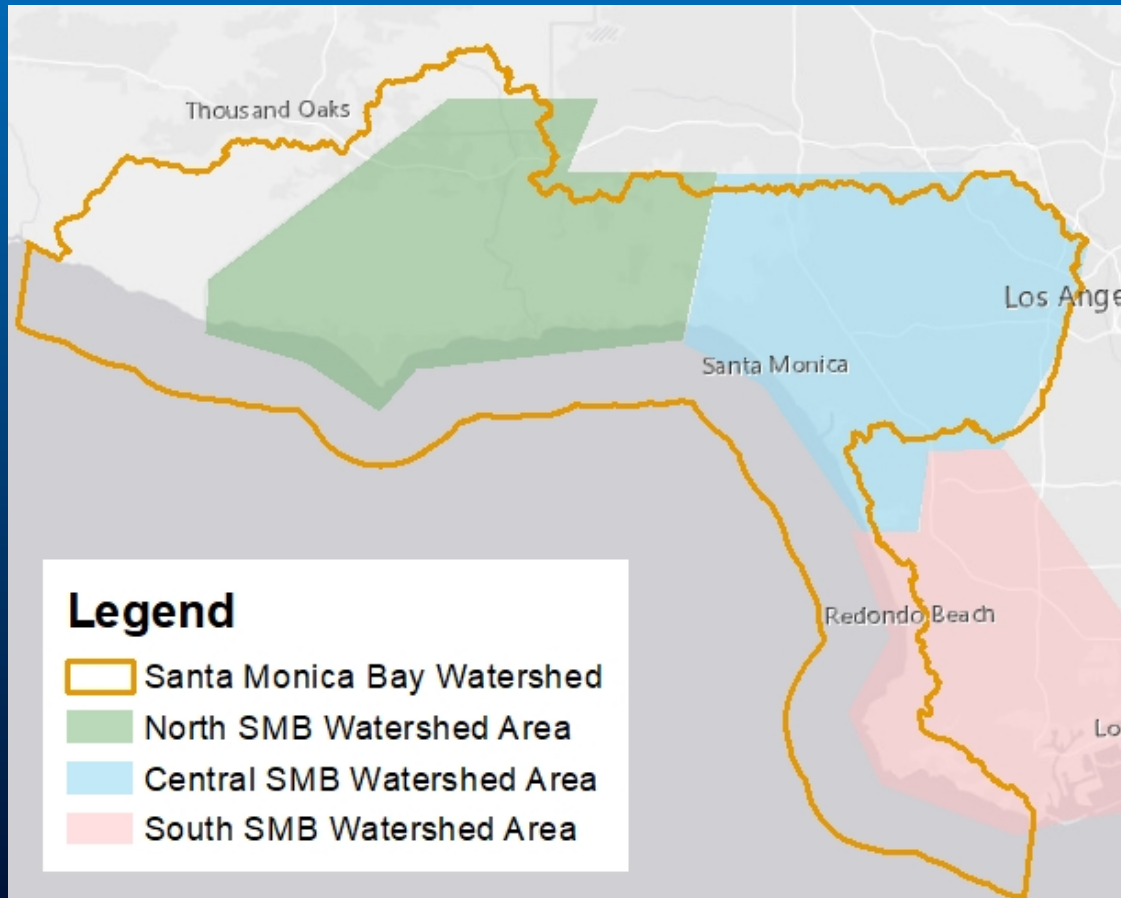 Thousand Oaks
Los Ange
Santa Monica
Redondo Beach
Lo
Legend
Santa Monica Bay Watershed
North SMB Watershed Area
Central SMB Watershed Area
South SMB Watershed Area